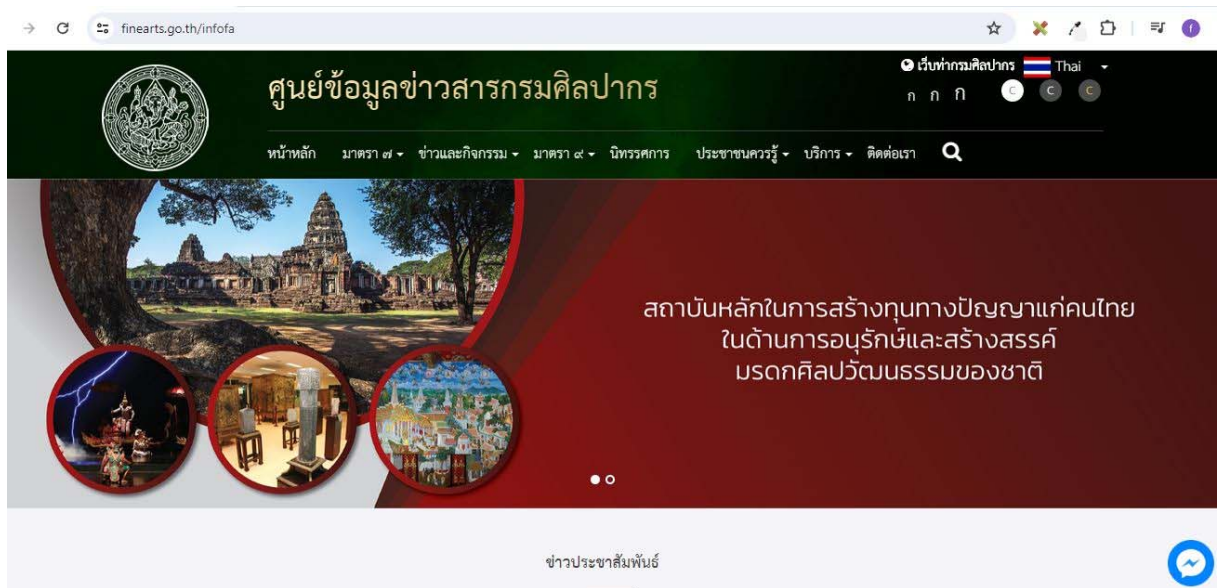 finearts.go.th/infofa
เว็บท่ากรมศิลปากร Thai
ศูนย์ข้อมูลข่าวสารกรมศิลปากร
ก ก ก C C C
หน้าหลัก มาตรา ๗ ข่าวและกิจกรรม มาตรา ๙ นิทรรศการ ประชาชนควรรู้ บริการ ติดต่อเรา
สถาบันหลักในการสร้างทุนทางปัญญาแก่คนไทย
ในด้านการอนุรักษ์และสร้างสรรค์
มรดกศิลปวัฒนธรรมของชาติ
ข่าวประชาสัมพันธ์